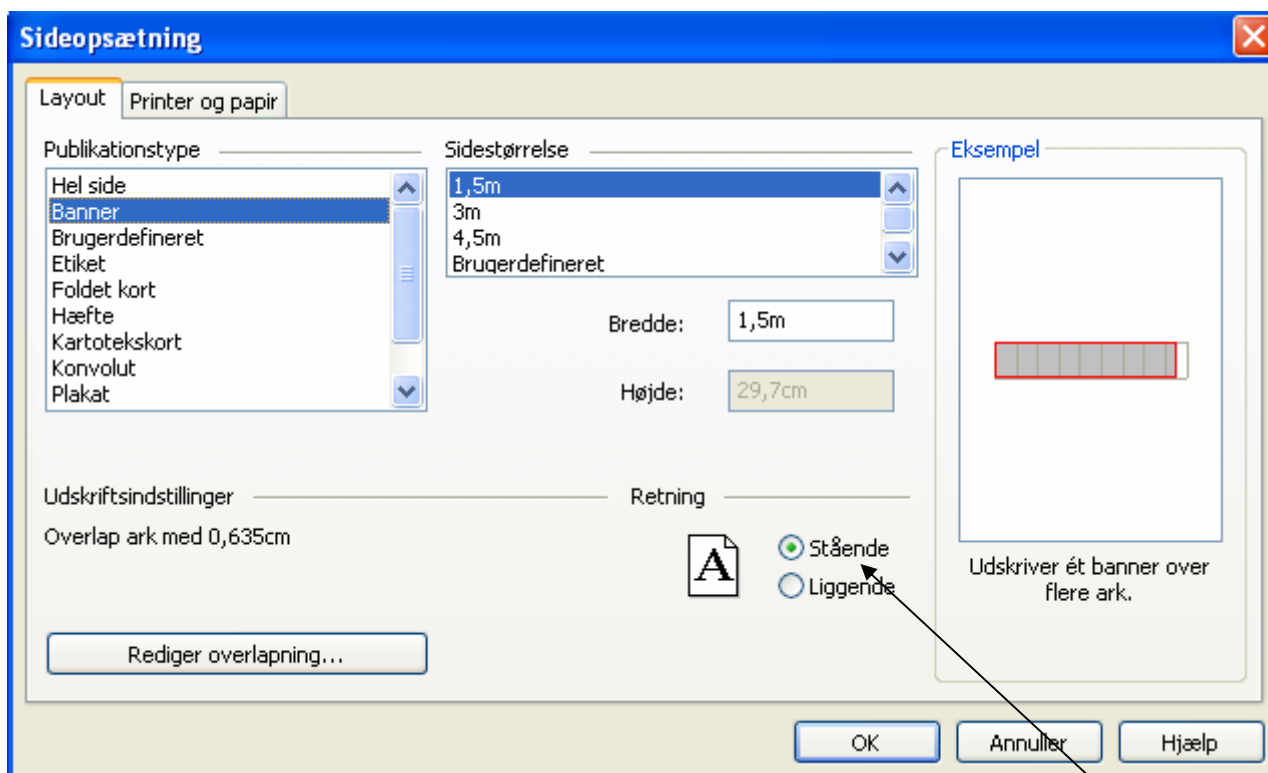 Sideopsætning
Layout
Printer og papir
Publikationstype
Hel side
Banner
Brugerdefineret
Etiket
Foldet kort
Hæfte
Kartotekskort
Konvolut
Plakat
Sidestørrelse
1,5m
3m
4,5m
Brugerdefineret
Bredde: 1,5m
Højde: 29,7cm
Eksempel
Udskriver ét banner over
flere ark.
Udskriftsindstillinger
Overlap ark med 0,635cm
Retning
A
Stående
Liggende
Rediger overlapning...
OK
Annuller
Hjælp